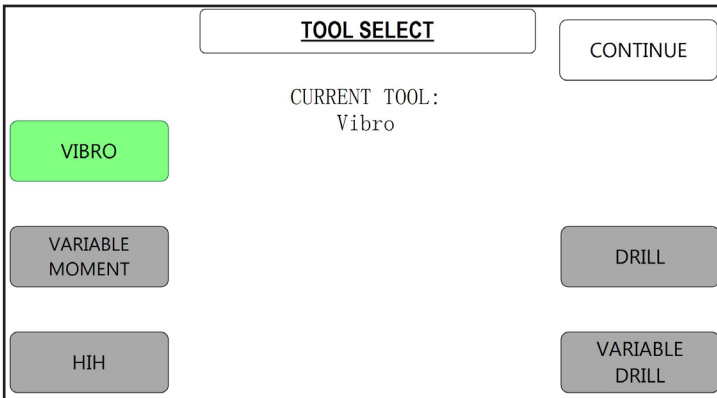 TOOL SELECT
CONTINUE
CURRENT TOOL:
Vibro
VIBRO
VARIABLE
MOMENT
DRILL
HIH
VARIABLE
DRILL